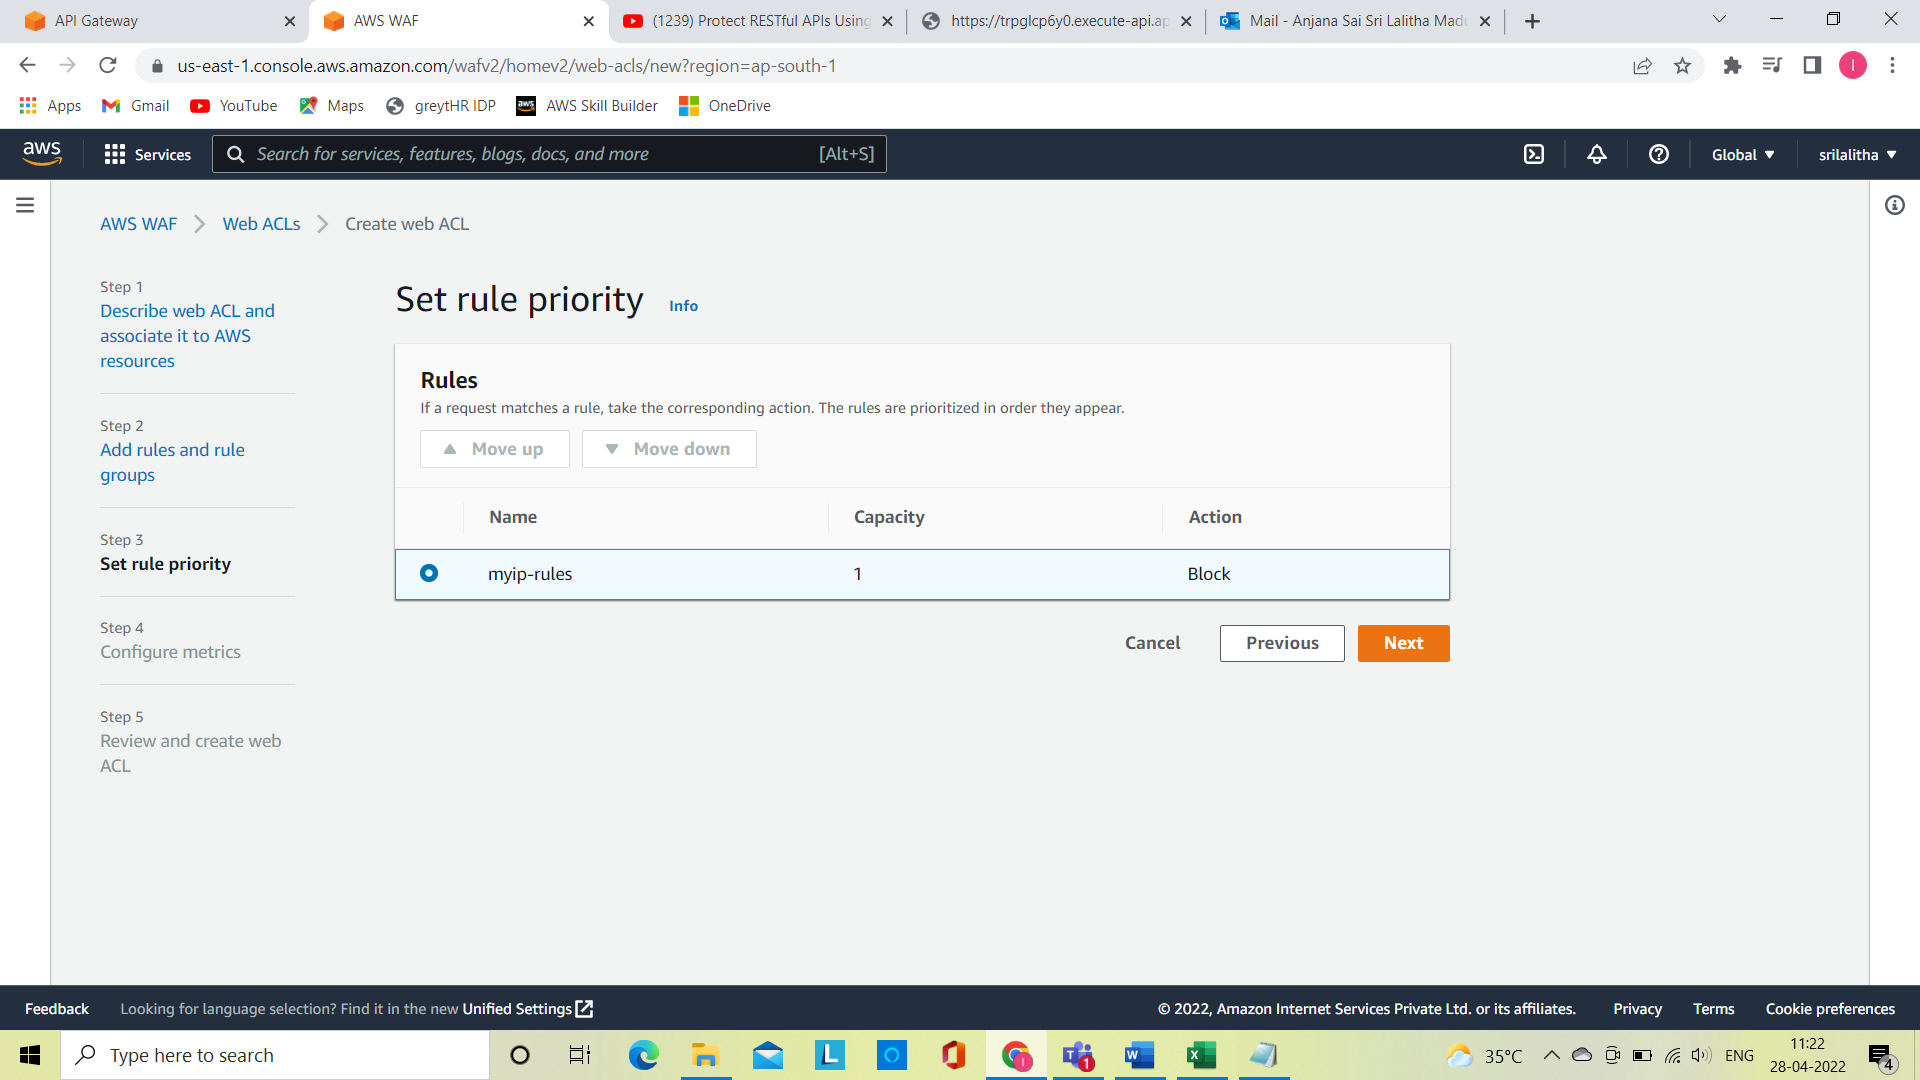 API Gateway
AWS WAF
(1239) Protect RESTful APIs Using
https://trpglcp6y0.execute-api.ap
Mail - Anjana Sai Sri Lalitha Mad
us-east-1.console.aws.amazon.com/wafv2/homev2/web-acls/new?region=ap-south-1
I
Apps
Gmail
YouTube
Maps
greytHR IDP
aws
AWS Skill Builder
OneDrive
aws
Services
Search for services, features, blogs, docs, and more
[Alt+S]
Global
srilalitha
AWS WAF
Web ACLs
Create web ACL
Step 1
Describe web ACL and
associate it to AWS
resources
Step 2
Add rules and rule
groups
Step 3
Set rule priority
Step 4
Configure metrics
Step 5
Review and create web
ACL
Set rule priority
Info
Rules
If a request matches a rule, take the corresponding action. The rules are prioritized in order they appear.
Move up
Move down
Name
Capacity
Action
myip-rules
1
Block
Cancel
Previous
Next
Feedback
Looking for language selection? Find it in the new Unified Settings
© 2022, Amazon Internet Services Private Ltd. or its affiliates.
Privacy
Terms
Cookie preferences
Type here to search
L
1
35°C
ENG
11:22
28-04-2022
4